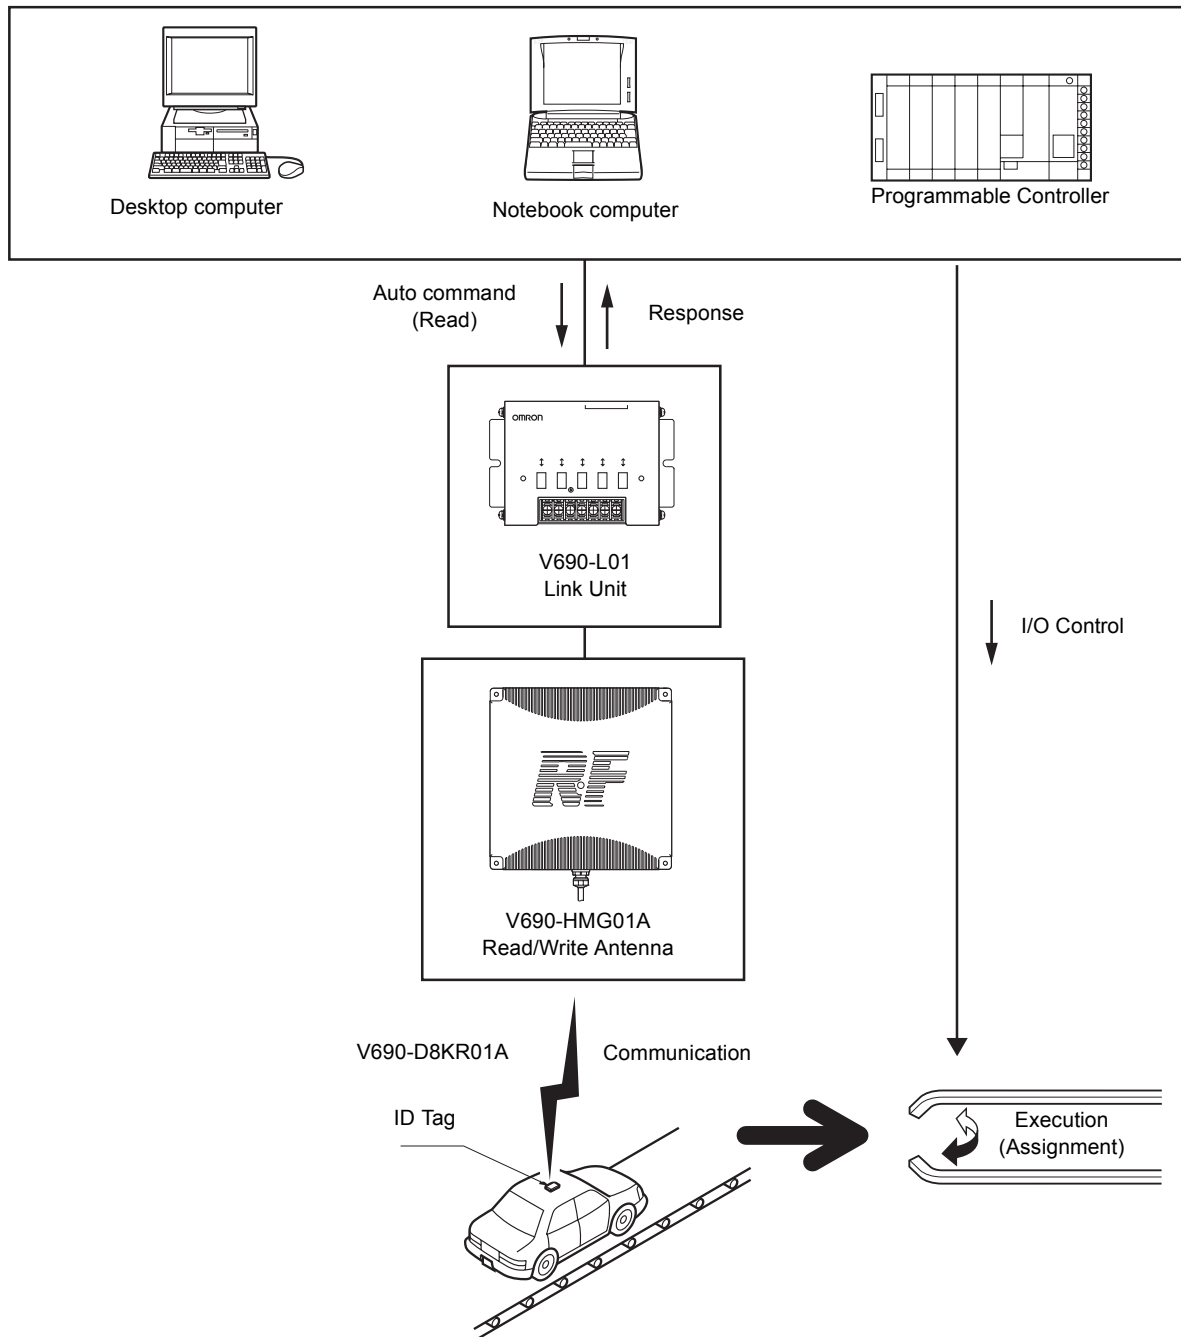 Desktop computer
Notebook computer
Programmable Controller
Auto command
(Read)
Response
OMRON
V690-L01
Link Unit
I/O Control
RF
V690-HMG01A
Read/Write Antenna
V690-D8KR01A
Communication
ID Tag
Execution
(Assignment)